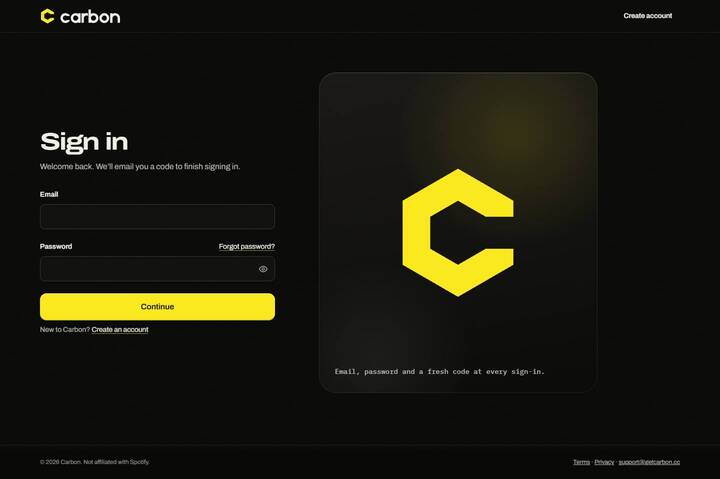 carbon
Create account
Sign in
Welcome back. We'll email you a code to finish signing in.
Email
Password
Forgot password?
Continue
New to Carbon? Create an account
Email, password and a fresh code at every sign-in.
© 2026 Carbon. Not affiliated with Spotify.
Terms · Privacy · support@getcarbon.cc